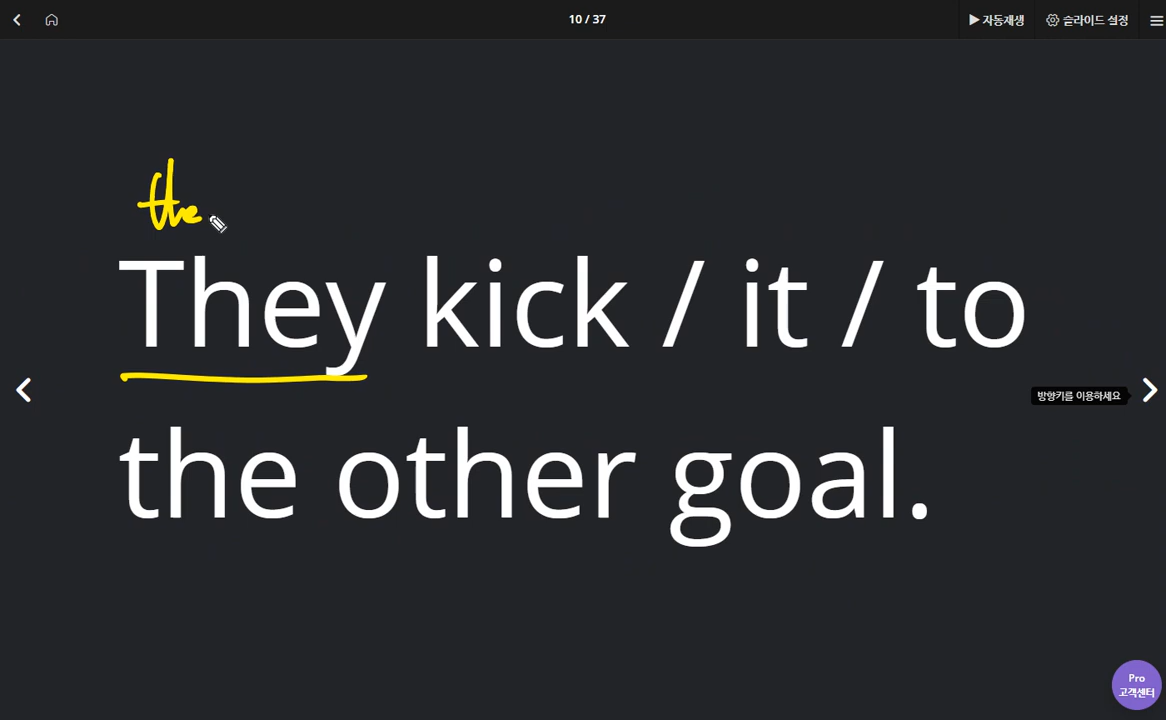 10 / 37
▶ 자동재생
슬라이드 설정
the
They kick / it / to
방향키를 이용하세요
the other goal.
Pro
고객센터